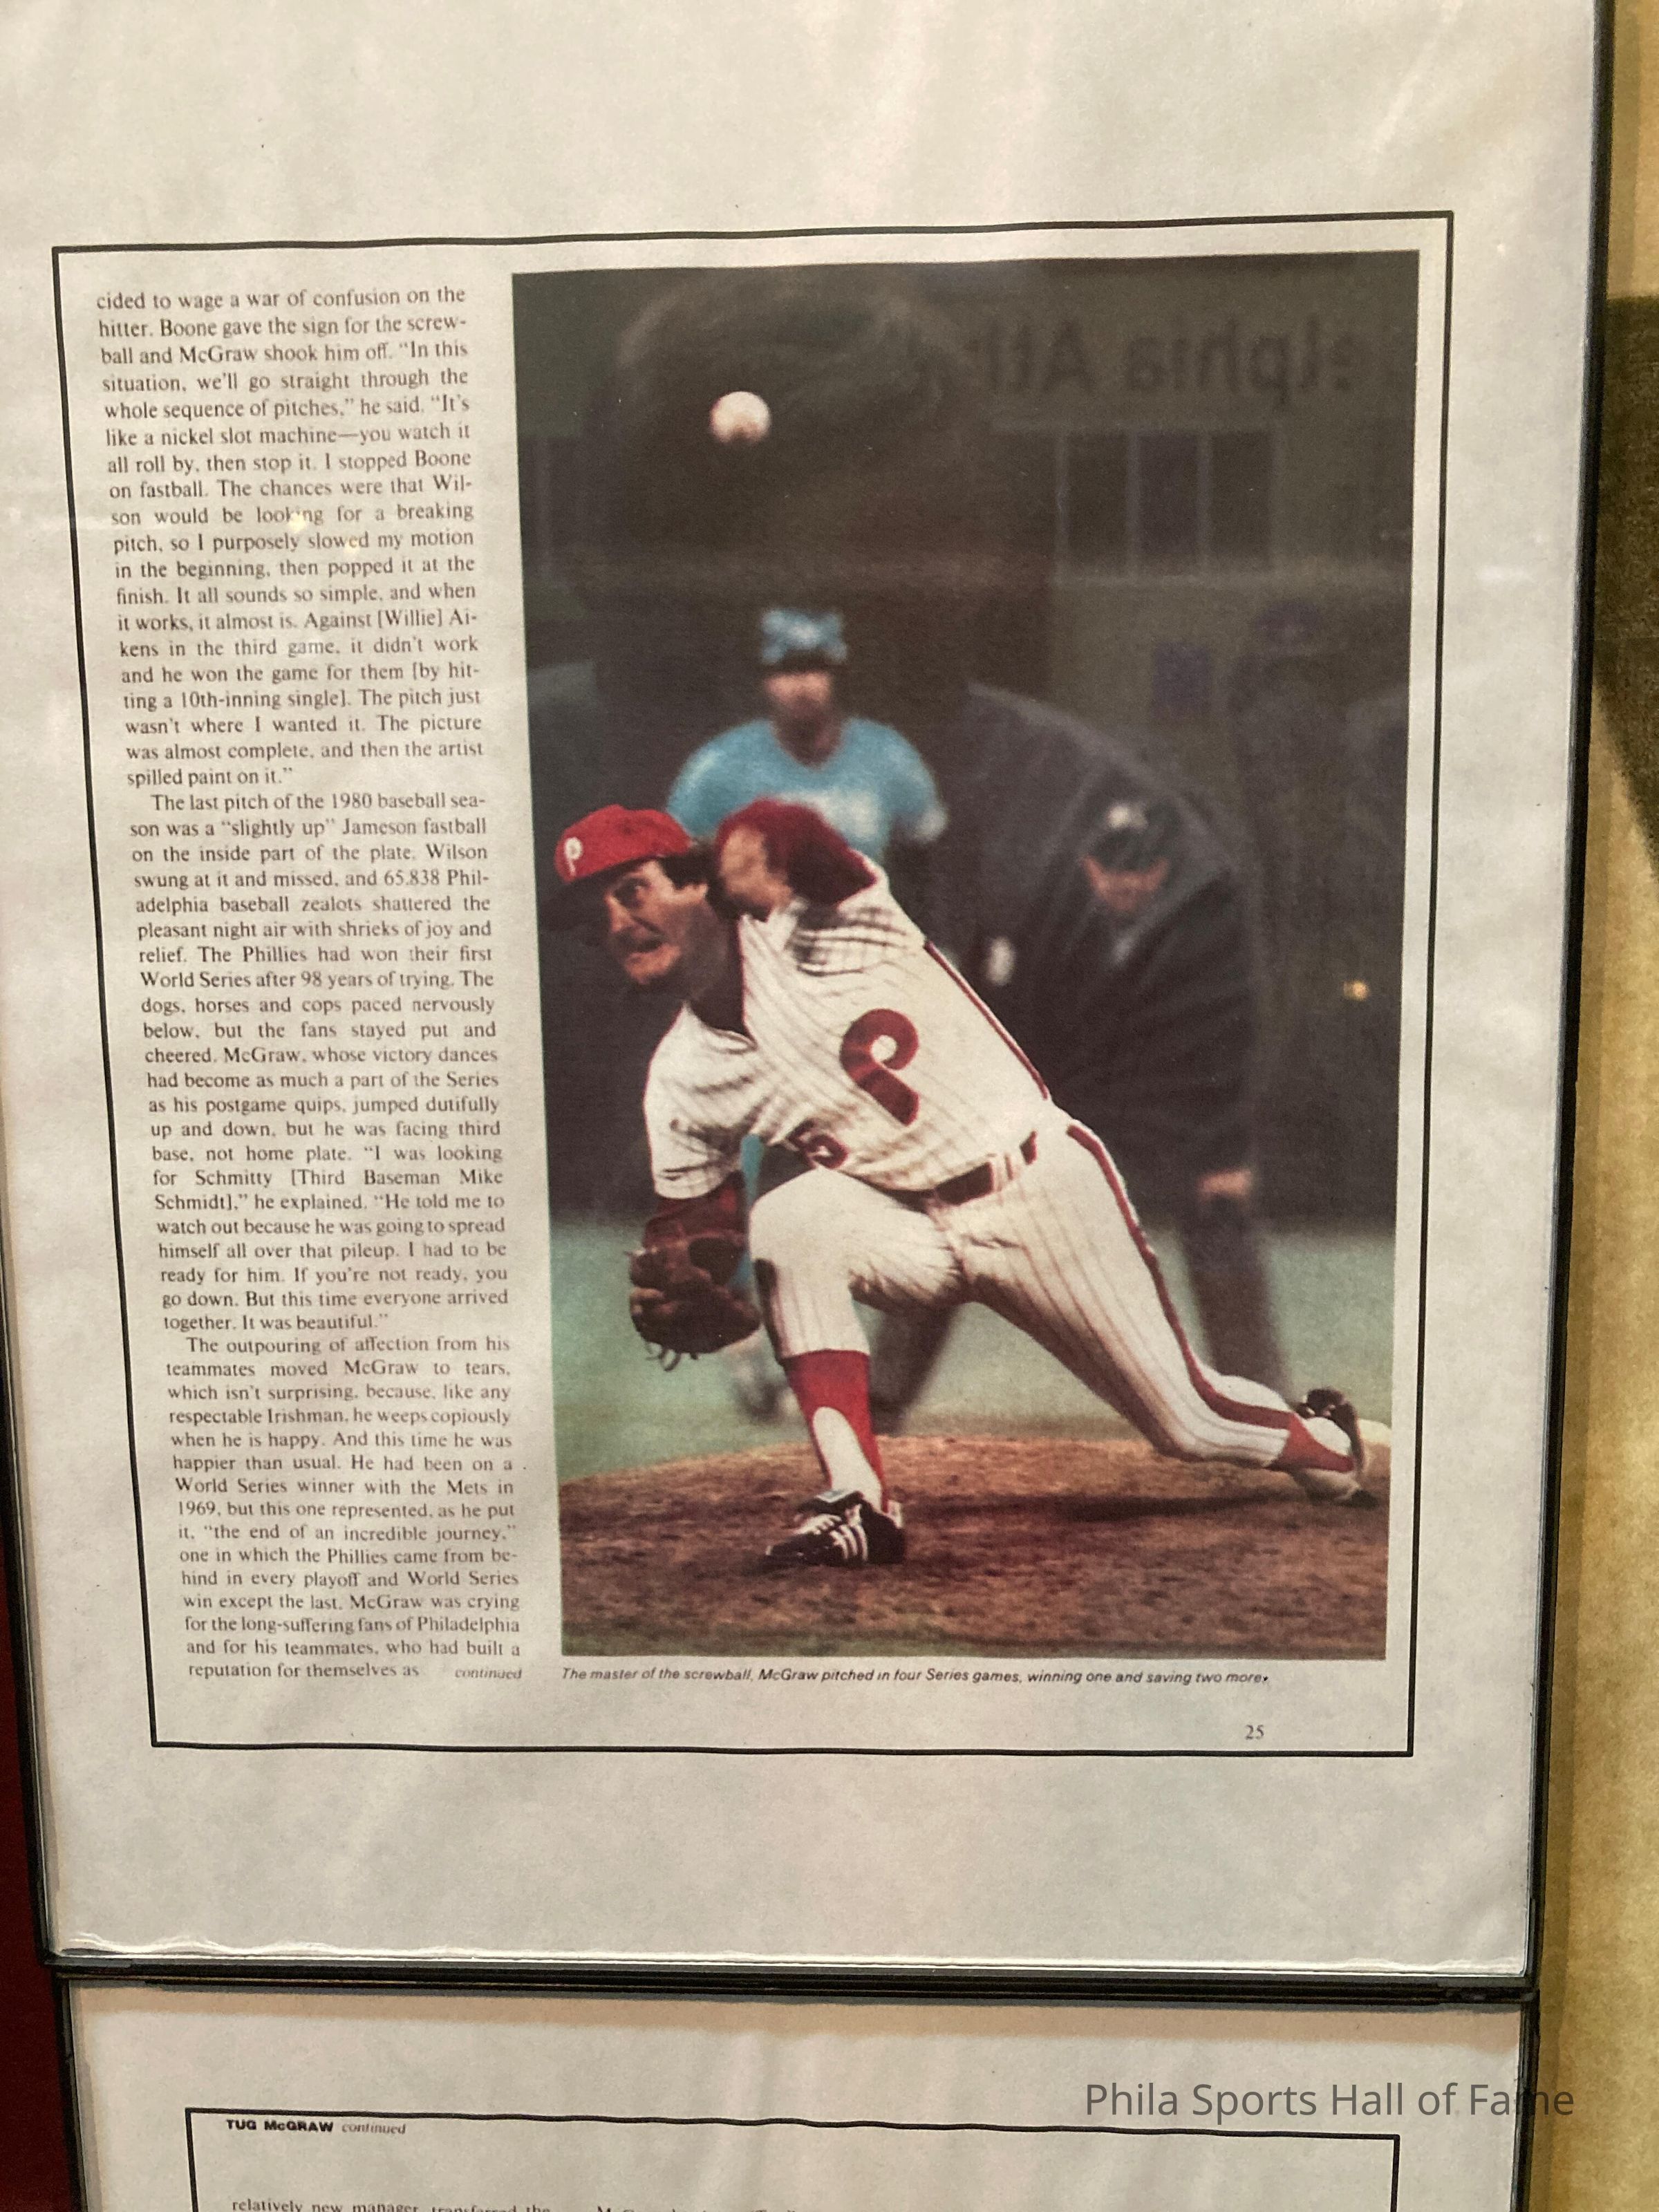 cided to wage a war of confusion on the
hitter. Boone gave the sign for the screw-
ball and McGraw shook him off. “In this
situation, we'll go straight through the
whole sequence of pitches,” he said. “It's
like a nickel slot machine—you watch it
all roll by, then stop it. I stopped Boone
on fastball. The chances were that Wil-
son would be looking for a breaking
pitch, so I purposely slowed my motion
in the beginning, then popped it at the
finish. It all sounds so simple, and when
it works, it almost is. Against [Willie] Ai-
kens in the third game, it didn't work
and he won the game for them [by hit-
ting a 10th-inning single]. The pitch just
wasn't where I wanted it. The picture
was almost complete, and then the artist
spilled paint on it.”
The last pitch of the 1980 baseball sea-
son was a “slightly up” Jameson fastball
on the inside part of the plate. Wilson
swung at it and missed, and 65,838 Phil-
adelphia baseball zealots shattered the
pleasant night air with shrieks of joy and
relief. The Phillies had won their first
World Series after 98 years of trying. The
dogs, horses and cops paced nervously
below, but the fans stayed put and
cheered. McGraw, whose victory dances
had become as much a part of the Series
as his postgame quips, jumped dutifully
up and down, but he was facing third
base, not home plate. “I was looking
for Schmitty [Third Baseman Mike
Schmidt],” he explained. “He told me to
watch out because he was going to spread
himself all over that pileup. I had to be
ready for him. If you're not ready, you
go down. But this time everyone arrived
together. It was beautiful.”
The outpouring of affection from his
teammates moved McGraw to tears,
which isn't surprising, because, like any
respectable Irishman, he weeps copiously
when he is happy. And this time he was
happier than usual. He had been on a
World Series winner with the Mets in
1969, but this one represented, as he put
it, “the end of an incredible journey,”
one in which the Phillies came from be-
hind in every playoff and World Series
win except the last. McGraw was crying
for the long-suffering fans of Philadelphia
and for his teammates, who had built a
reputation for themselves as continued
The master of the screwball, McGraw pitched in four Series games, winning one and saving two more.
25
TUG McGRAW continued
relatively new manager, transferred the
Phila Sports Hall of Fame